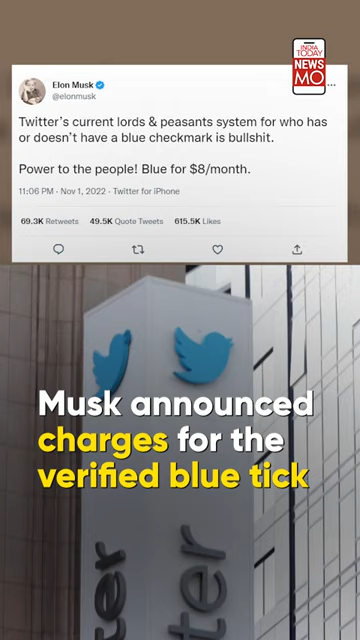 INDIA
TODAY
NEWS
MO
Elon Musk
@elonmusk
Twitter's current lords & peasants system for who has
or doesn't have a blue checkmark is bullshit.
Power to the people! Blue for $8/month.
11:06 PM · Nov 1, 2022 · Twitter for iPhone
69.3K Retweets 49.5K Quote Tweets 615.5K Likes
Musk announced
charges for the
verified blue tick
ter
tter